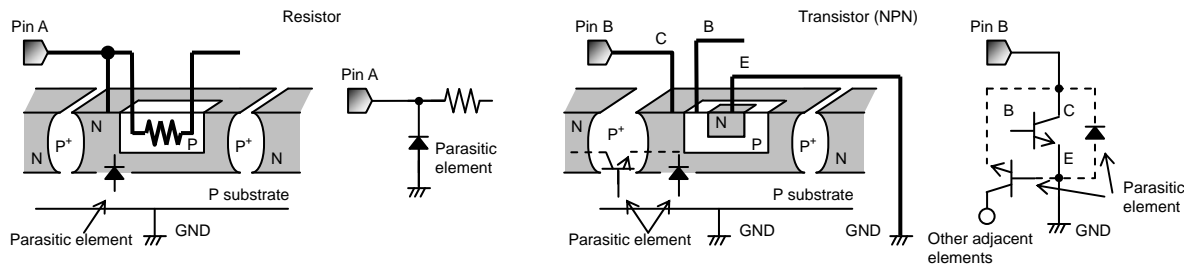 Resistor
Transistor (NPN)
Pin A
Pin A
N
P
P+
P+
N
N
Parasitic
element
P substrate
Parasitic element
GND
Pin B
C
B
E
N
P
P+
N
P+
N
N
P substrate
Parasitic element
GND
GND
Pin B
B
C
E
Parasitic
element
GND
Other adjacent
elements